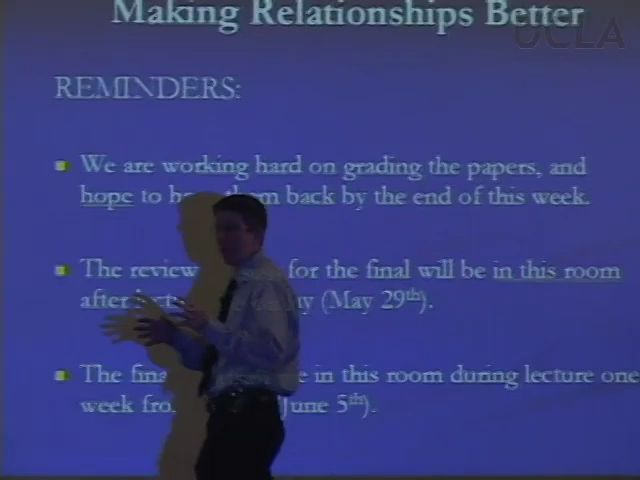 Making Relationships Better
UCLA
REMINDERS:
We are working hard on grading the papers, and
hope to them back by the end of this week.
The review for the final will be in this room
after (May 29th).
The in this room during lecture one
week June 5th).